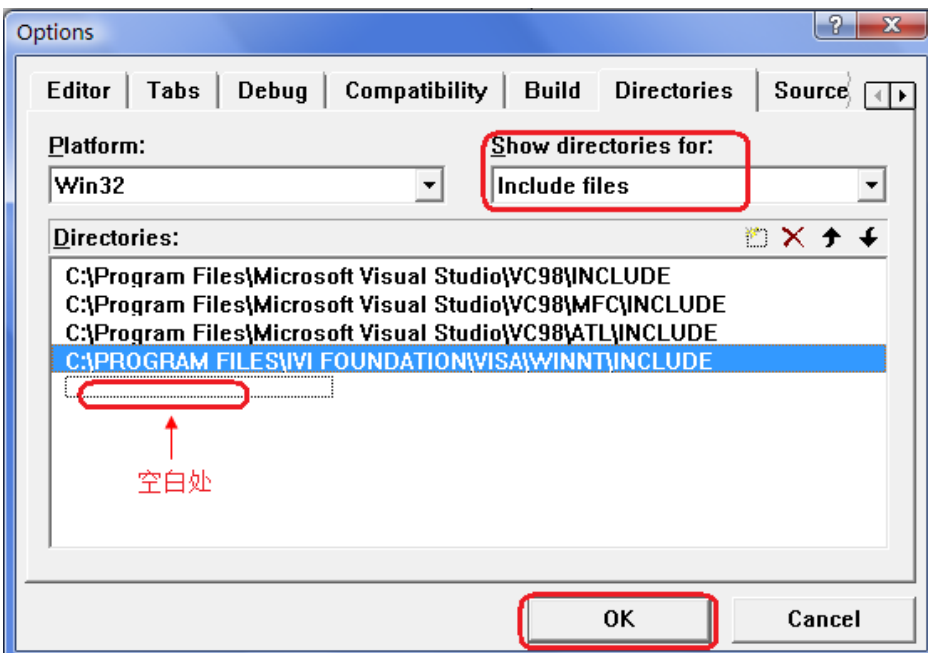 Options
Editor Tabs Debug Compatibility Build Directories Source
Platform: Show directories for:
Win32 Include files
Directories:
C:\Program Files\Microsoft Visual Studio\VC98\INCLUDE
C:\Program Files\Microsoft Visual Studio\VC98\MFC\INCLUDE
C:\Program Files\Microsoft Visual Studio\VC98\ATL\INCLUDE
C:\PROGRAM FILES\IVI FOUNDATION\VISA\WINNT\INCLUDE
空白处
OK Cancel